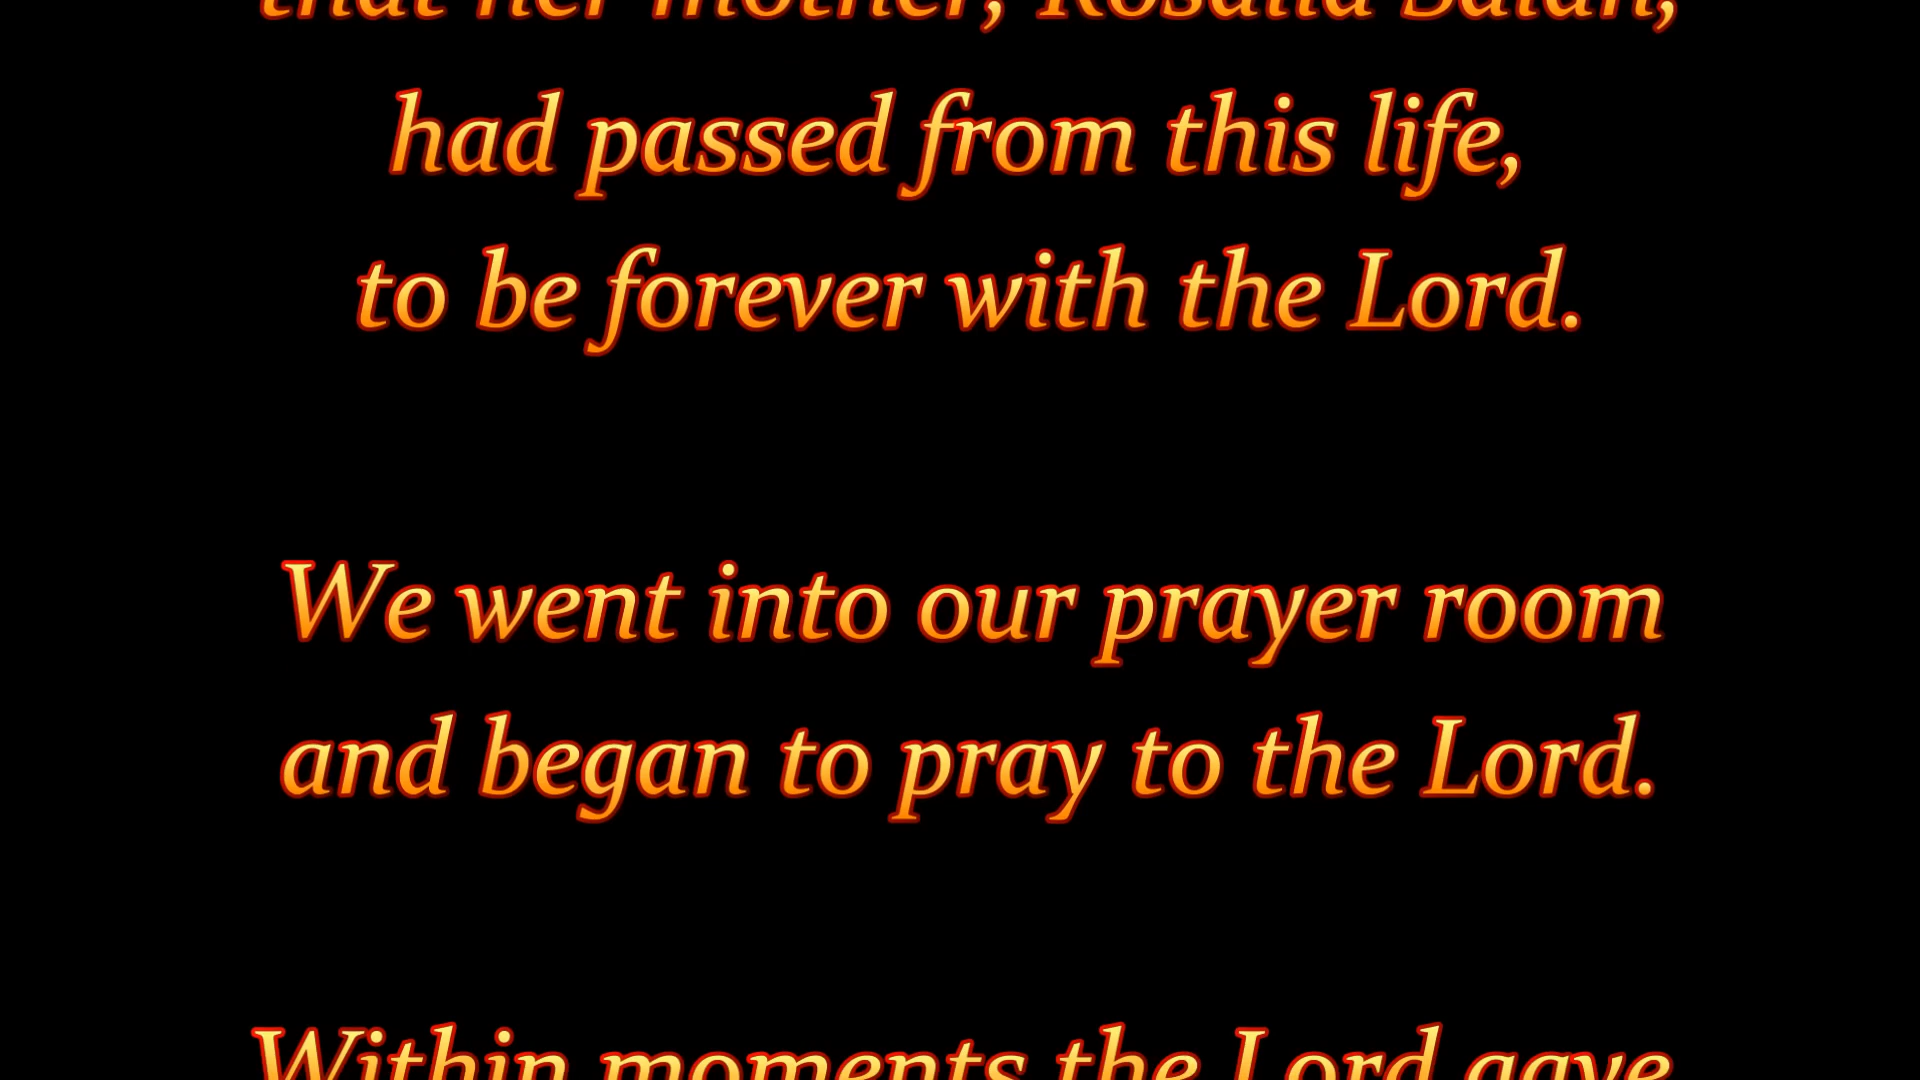 that her mother, Rosalia
had passed from this life,
to be forever with the Lord.
We went into our prayer room
and began to pray to the Lord.
Within moments the Lord gave